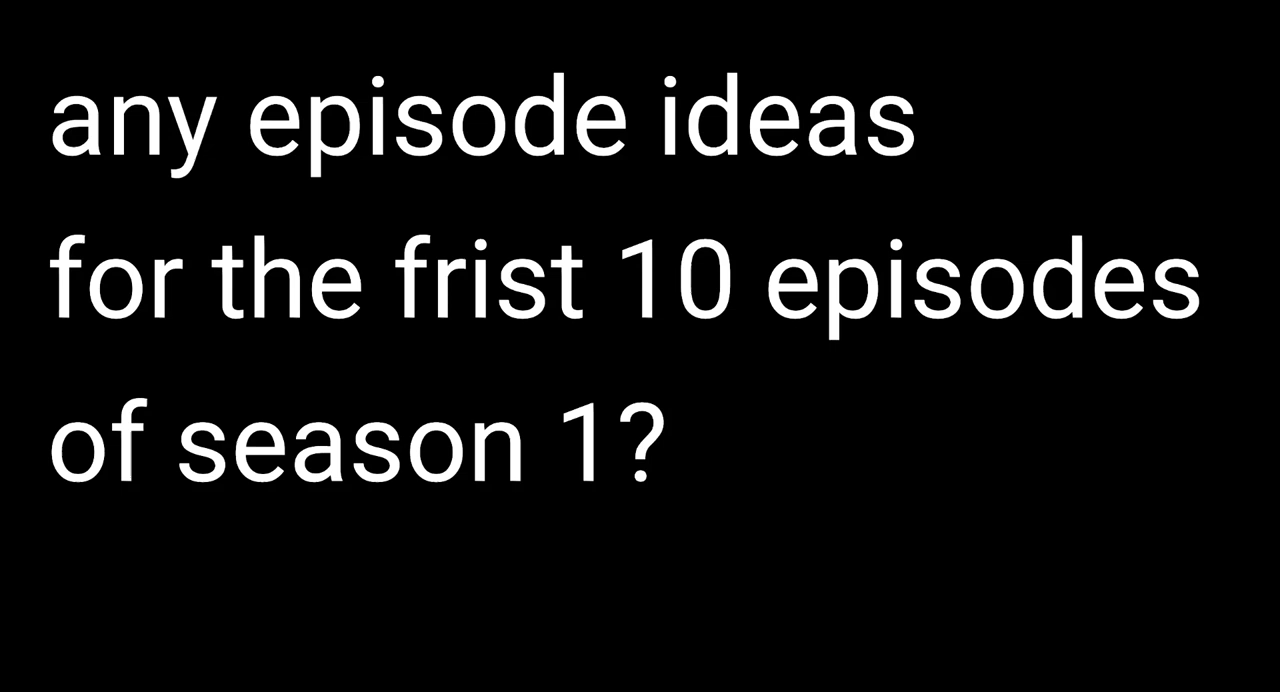 any episode ideas
for the frist 10 episodes
of season 1?